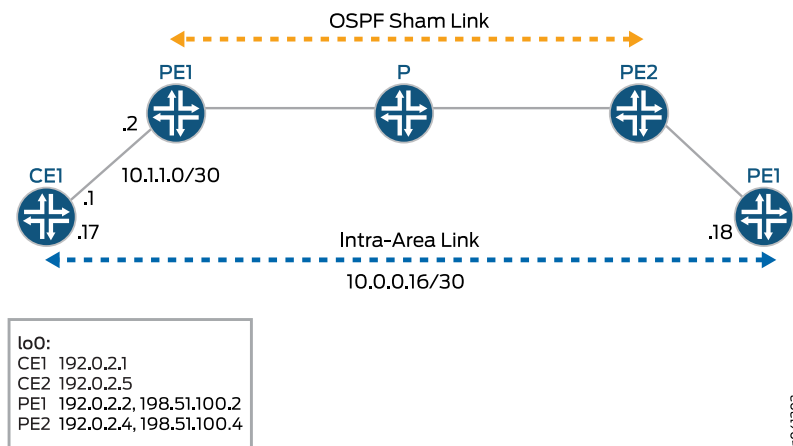 OSPF Sham Link
PE1
P
PE2
.2
10.1.1.0/30
CE1
PE1
.1
.17
.18
Intra-Area Link
10.0.0.16/30
lo0:
CE1 192.0.2.1
CE2 192.0.2.5
PE1 192.0.2.2, 198.51.100.2
PE2 192.0.2.4, 198.51.100.4